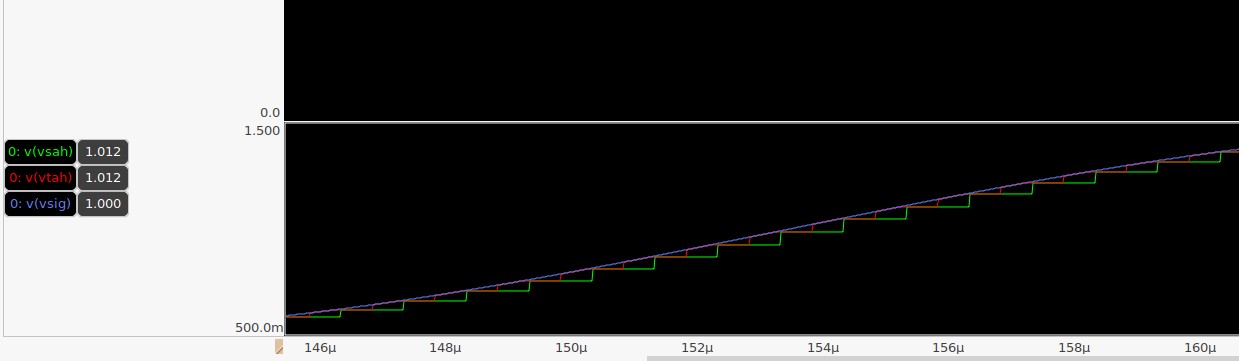 0.0
1.500
0: v(vsah) 1.012
0: v(vtah) 1.012
0: v(vsig) 1.000
500.0m
146µ 148µ 150µ 152µ 154µ 156µ 158µ 160µ